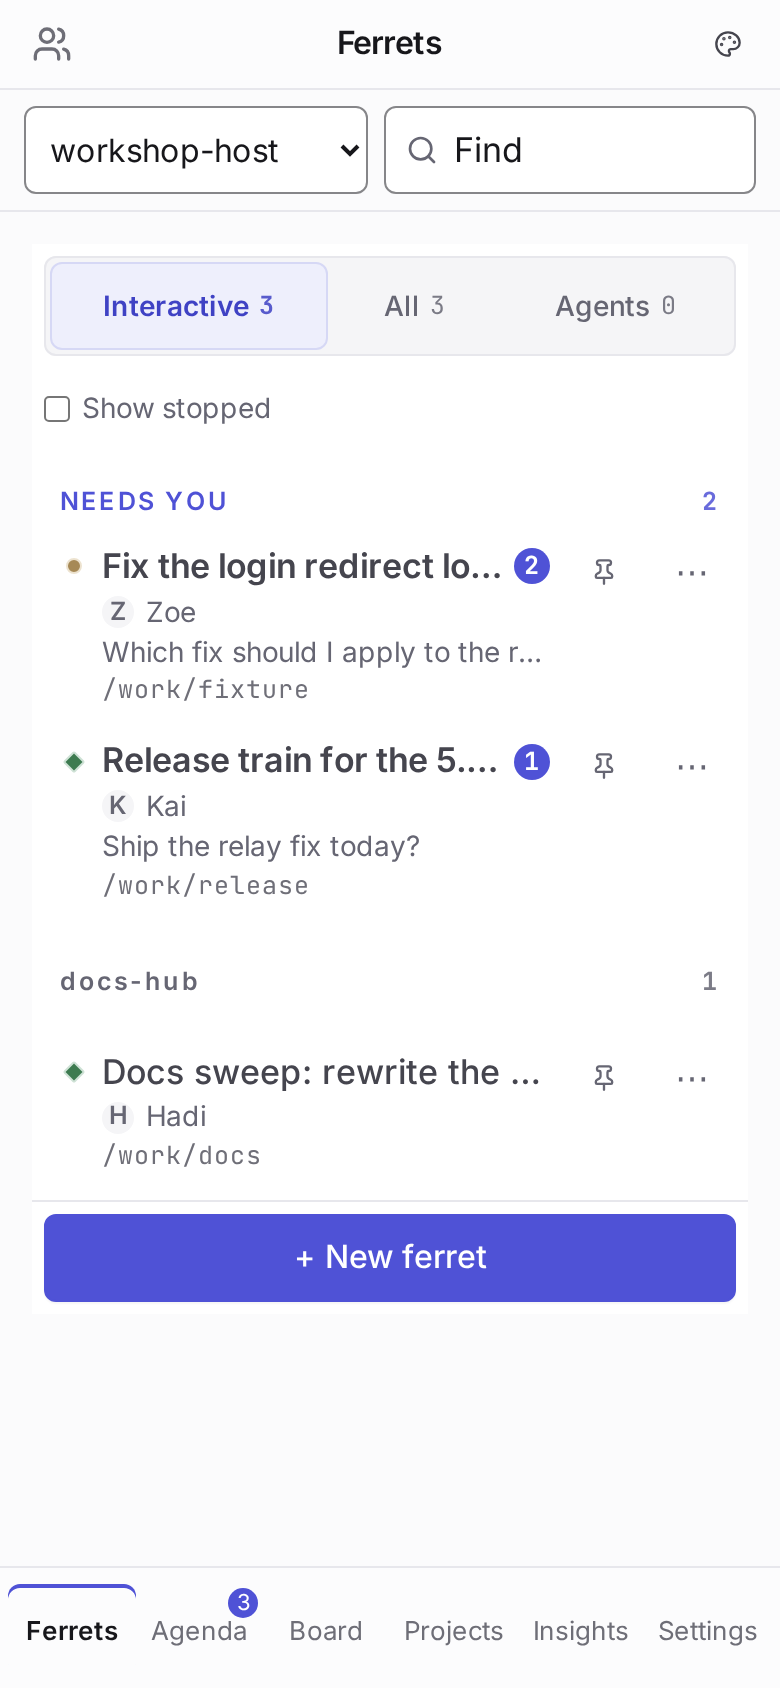 Ferrets
workshop-host
Find
Interactive 3
All 3
Agents 0
Show stopped
NEEDS YOU 2
Fix the login redirect lo... 2 ...
Z Zoe
Which fix should I apply to the r...
/work/fixture
Release train for the 5.... 1 ...
K Kai
Ship the relay fix today?
/work/release
docs-hub 1
Docs sweep: rewrite the ... ...
H Hadi
/work/docs
+ New ferret
3
Ferrets Agenda Board Projects Insights Settings